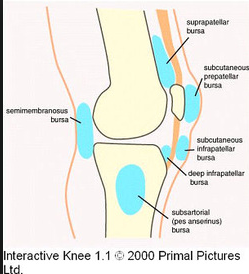 suprapatellar
bursa
subcutaneous
prepatellar
bursa
semimembranosus
bursa
subcutaneous
infrapatellar
bursa
deep infrapatellar
bursa
subsartorial
(pes anserinus)
bursa
Interactive Knee 1.1 © 2000 Primal Pictures
Ltd.